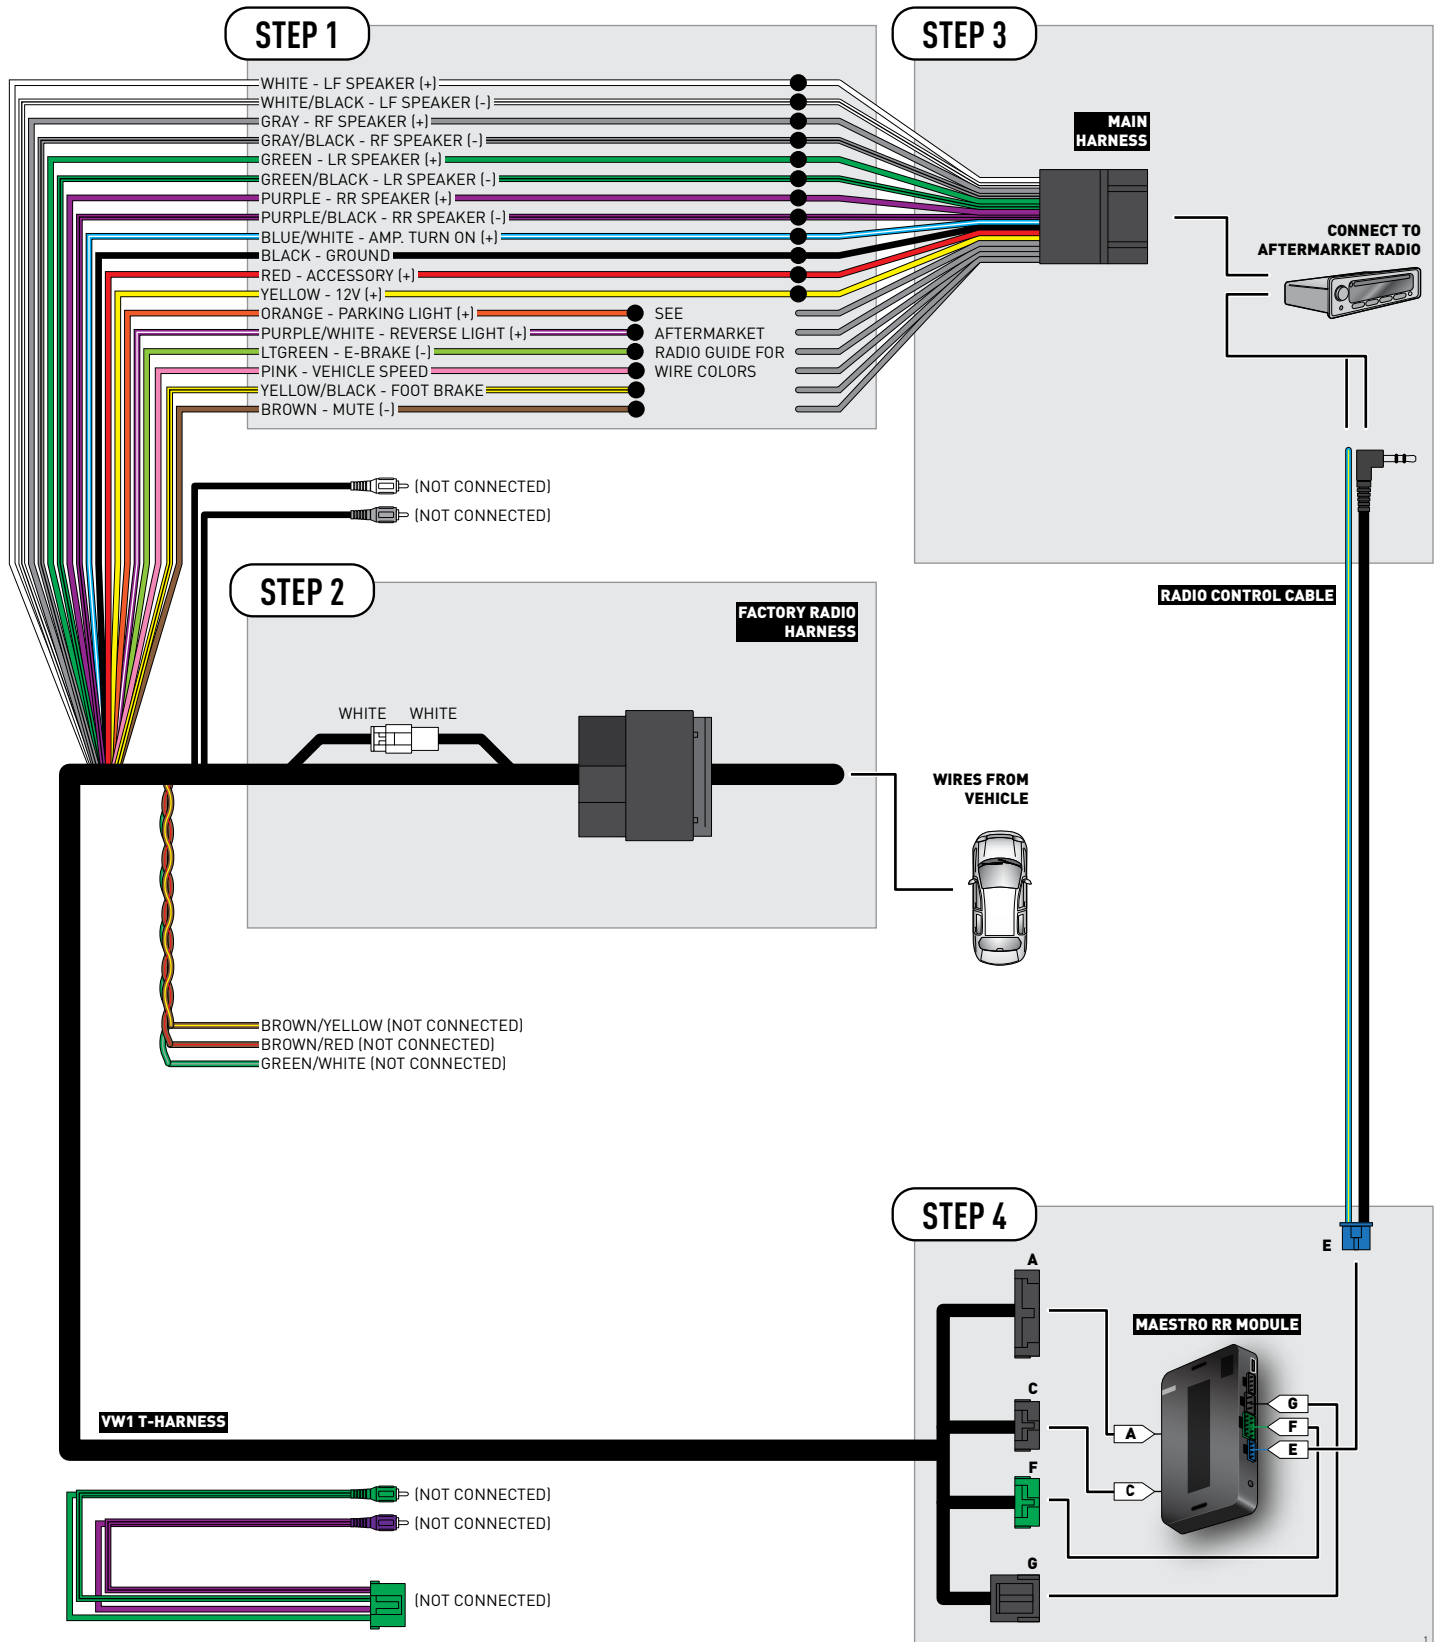 STEP 1
WHITE - LF SPEAKER (+)
WHITE/BLACK - LF SPEAKER (-)
GRAY - RF SPEAKER (+)
GRAY/BLACK - RF SPEAKER (-)
GREEN - LR SPEAKER (+)
GREEN/BLACK - LR SPEAKER (-)
PURPLE - RR SPEAKER (+)
PURPLE/BLACK - RR SPEAKER (-)
BLUE/WHITE - AMP. TURN ON (+)
BLACK - GROUND
RED - ACCESSORY (+)
YELLOW - 12V (+)
ORANGE - PARKING LIGHT (+)
PURPLE/WHITE - REVERSE LIGHT (+)
LTGREEN - E-BRAKE (-)
PINK - VEHICLE SPEED
YELLOW/BLACK - FOOT BRAKE
BROWN - MUTE (-)
SEE
AFTERMARKET
RADIO GUIDE FOR
WIRE COLORS
(NOT CONNECTED)
(NOT CONNECTED)
STEP 3
MAIN
HARNESS
CONNECT TO
AFTERMARKET RADIO
RADIO CONTROL CABLE
STEP 2
FACTORY RADIO
HARNESS
WHITE WHITE
WIRES FROM
VEHICLE
BROWN/YELLOW (NOT CONNECTED)
BROWN/RED (NOT CONNECTED)
GREEN/WHITE (NOT CONNECTED)
STEP 4
E
A
MAESTRO RR MODULE
C
G
F
A
E
F
C
G
VW1 T-HARNESS
(NOT CONNECTED)
(NOT CONNECTED)
(NOT CONNECTED)
1